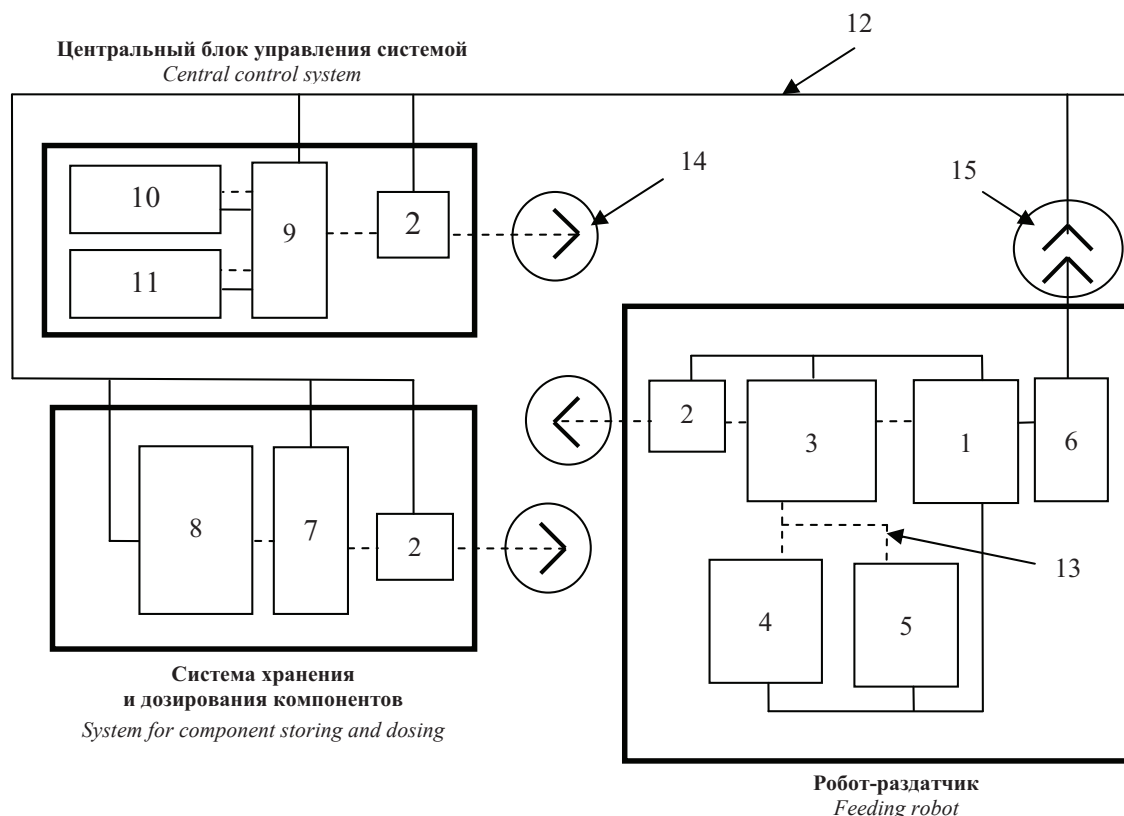 12
Центральный блок управления системой
Central control system
10
9
2
14
15
11
2
3
1
6
8
7
2
13
4
5
Система хранения
и дозирования компонентов
System for component storing and dosing
Робот-раздатчик
Feeding robot